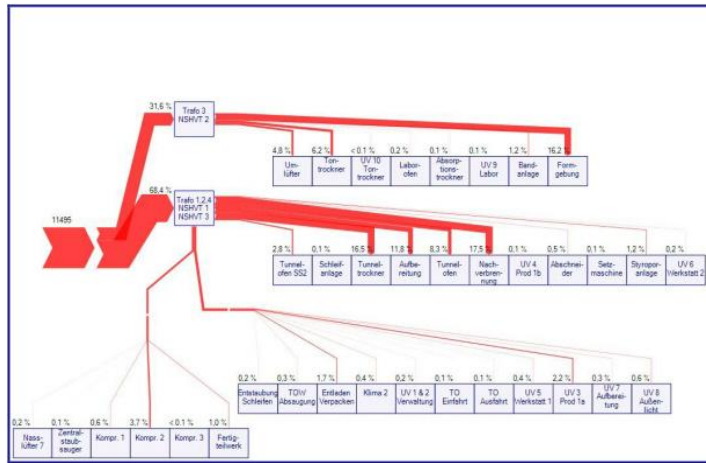 31,6 %
Trafo 3
NSHVT 2
4,8 % 6,2 % < 0.1 % 0,2 % 0,1 % 0,1 % 1,2 % 16,2 %
Um-
lüfter
Ton-
trockner
UV 10
Ton-
trockner
Labor-
ofen
Absorp-
tions-
trockner
UV 9
Labor
Band-
anlage
Form-
gebung
68,4 %
Trafo 1,2,4
NSHVT 1
NSHVT 3
11495
2,8 % 0,1 % 16,5 % 11,8 % 8,3 % 17,5 % 0,1 % 0,5 % 0,1 % 1,2 % 0,2 %
Tunnel-
ofen SS2
Schleif-
anlage
Tunnel-
trockner
Aufbe-
reitung
Tunnel-
ofen
Nach-
verbren-
nung
UV 4
Prod 1b
Abschnei-
der
Setz-
maschine
Styropor-
anlage
UV 6
Werkstatt 2
0,2 % 0,3 % 1,7 % 0,4 % 0,2 % 0,1 % 0,1 % 0,4 % 2,2 % 0,3 % 0,6 %
Entstaubung
Schleifen
TOW
Absaugung
Entladen
Verpacken
Klima 2
UV 1 & 2
Verwaltung
TO
Einfahrt
TO
Ausfahrt
UV 5
Werkstatt 1
UV 3
Prod 1a
UV 7
Aufberei-
tung
UV 8
Außen-
licht
0,2 % 0,1 % 0,6 % 3,7 % < 0,1 % 1,0 %
Nass-
lüfter 7
Zentral-
staub-
sauger
Kompr. 1
Kompr. 2
Kompr. 3
Fertig-
teilwerk